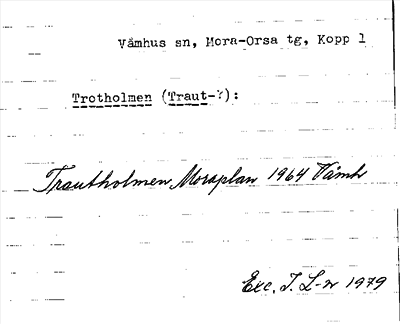 Våmhus sn, Mora-Orsa tg, Kopp 1
Trotholmen (Traut-?):
Trautholmen Moraplan 1964 Våmh
Exc. J. L-r 1979